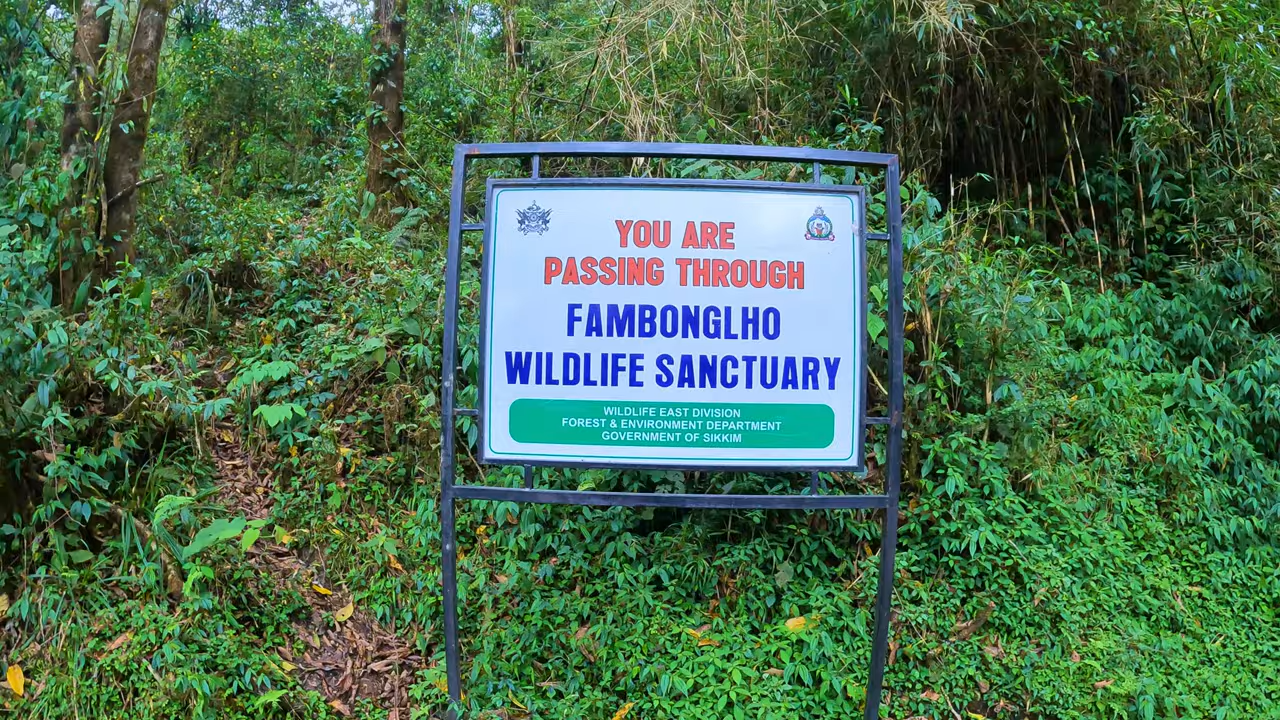 YOU ARE
PASSING THROUGH
FAMBONGLHO
WILDLIFE SANCTUARY
WILDLIFE EAST DIVISION
FOREST & ENVIRONMENT DEPARTMENT
GOVERNMENT OF SIKKIM